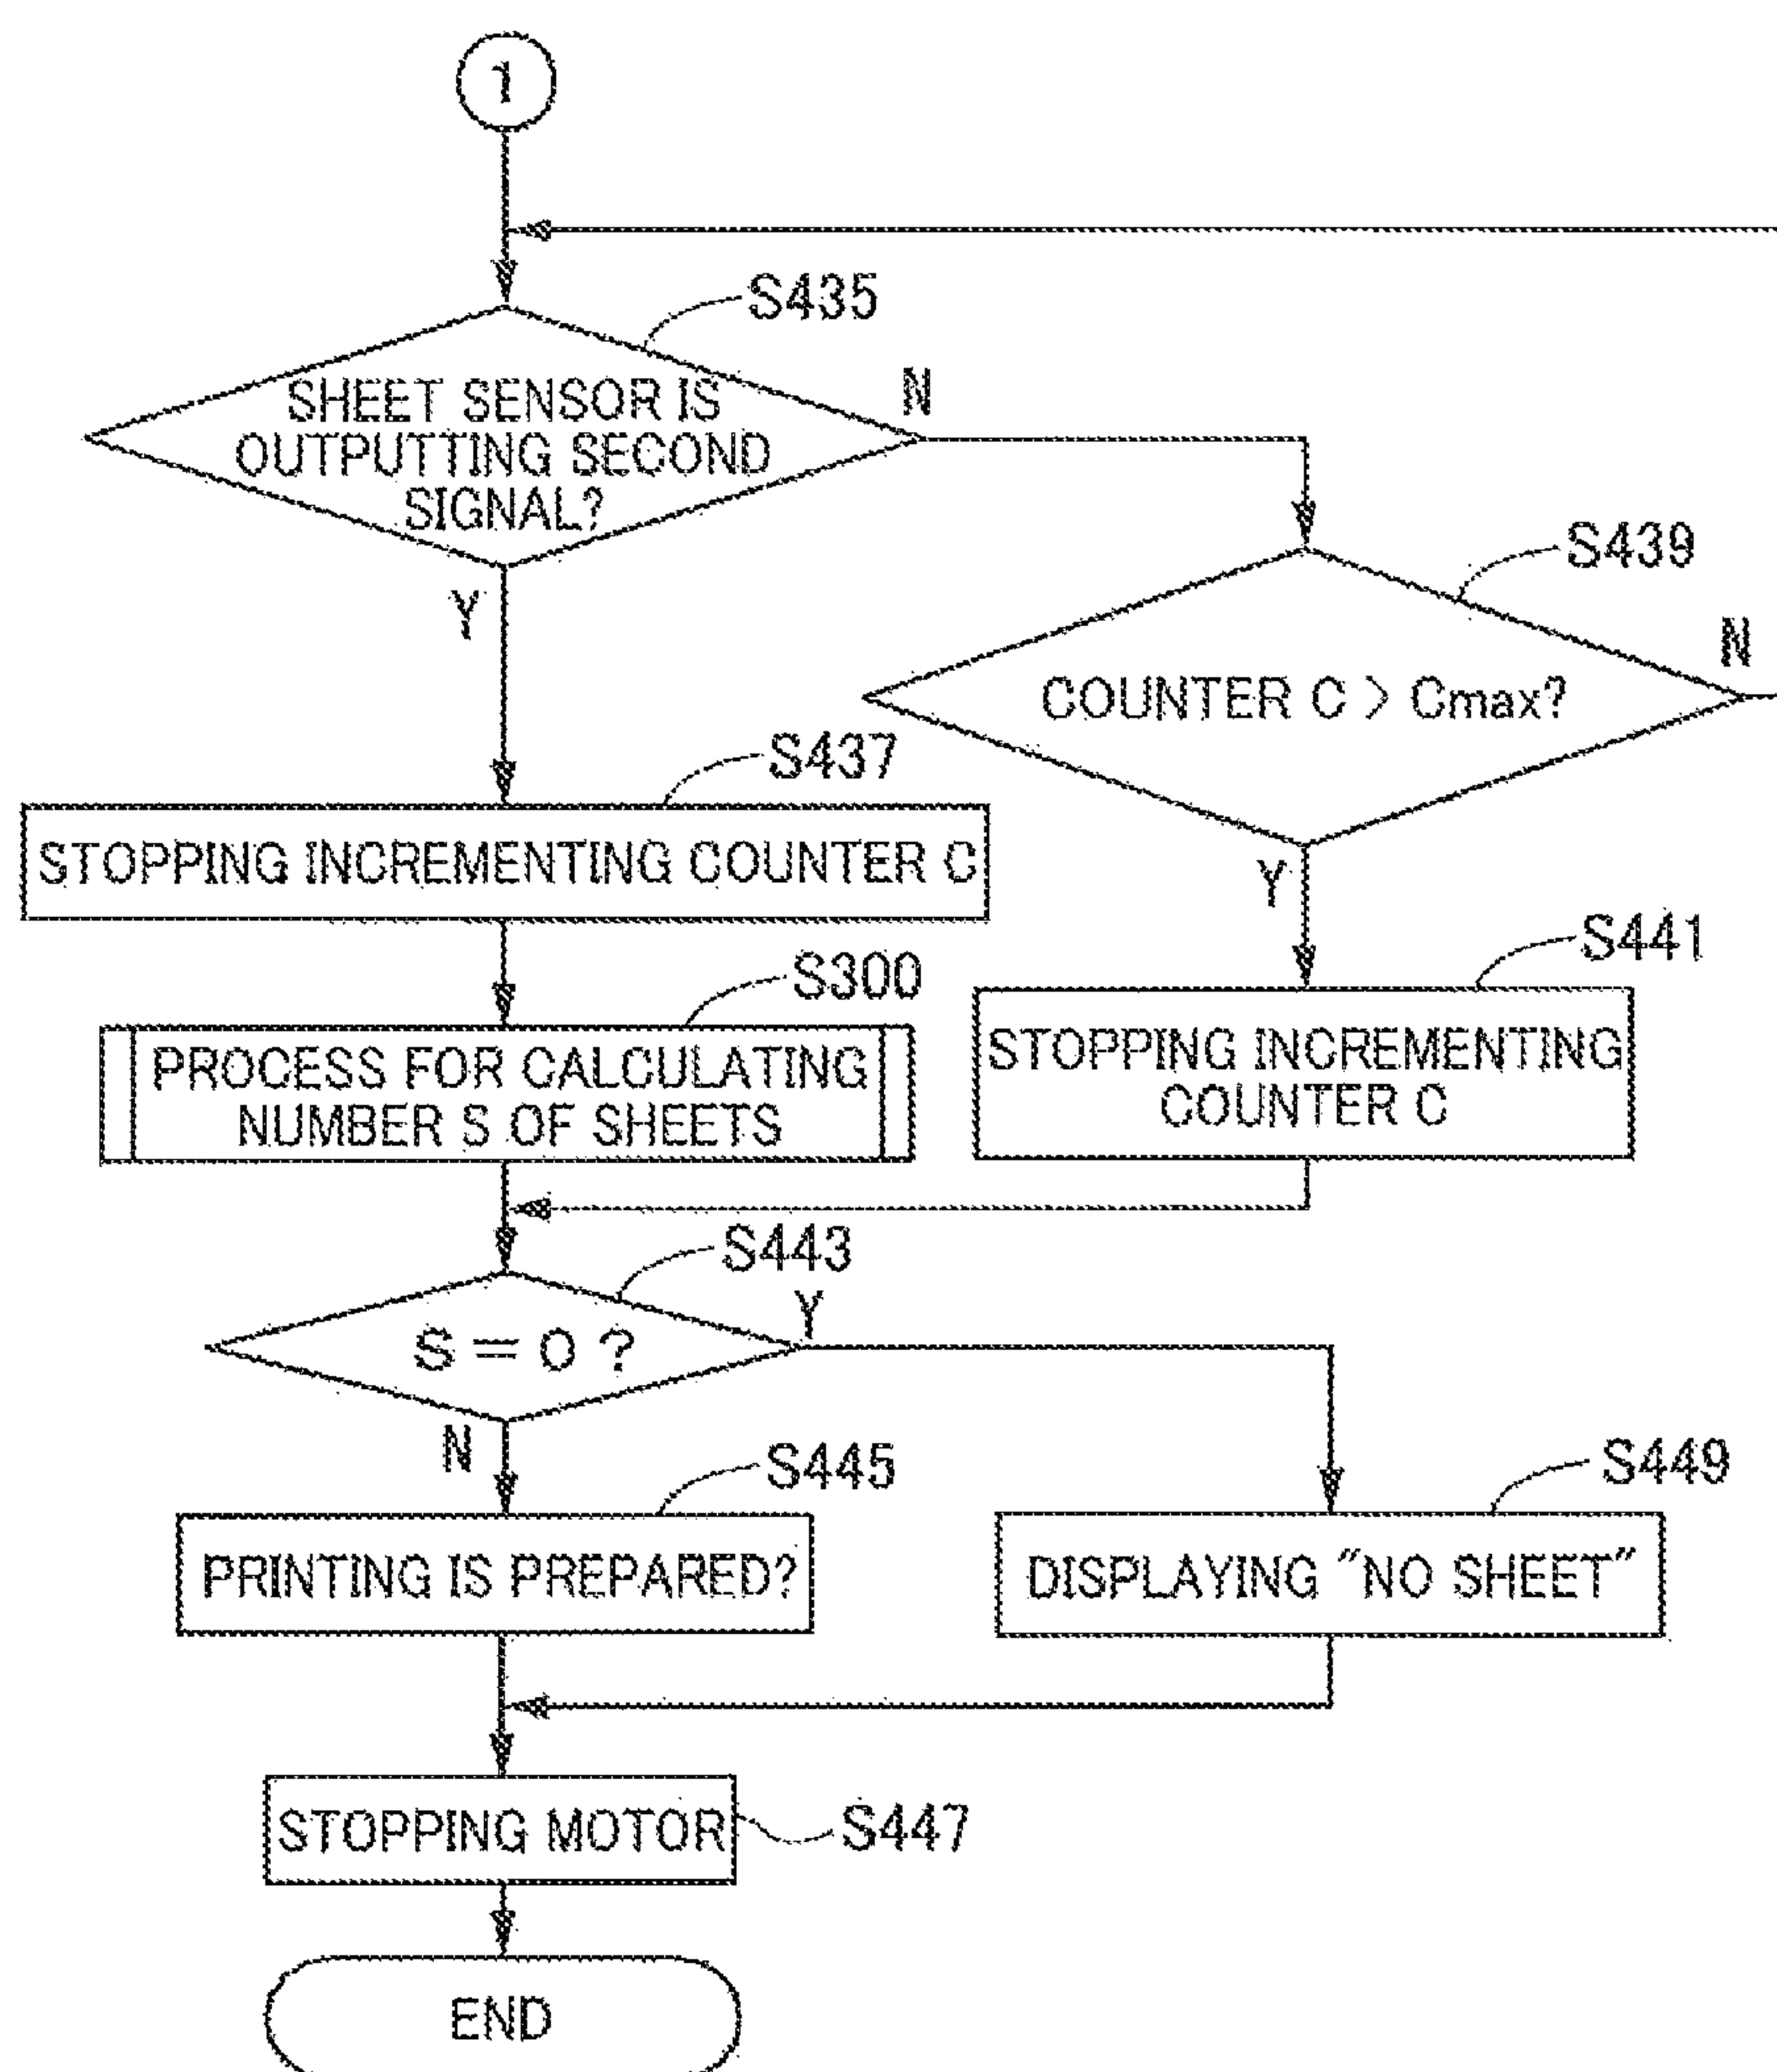 1
S435
SHEET SENSOR IS
OUTPUTTING SECOND
SIGNAL?
N
Y
S439
COUNTER C > Cmax?
N
Y
S437
STOPPING INCREMENTING COUNTER C
S441
STOPPING INCREMENTING
COUNTER C
S300
PROCESS FOR CALCULATING
NUMBER S OF SHEETS
S443
S = 0 ?
Y
N
S445
PRINTING IS PREPARED?
S449
DISPLAYING "NO SHEET"
STOPPING MOTOR
S447
END